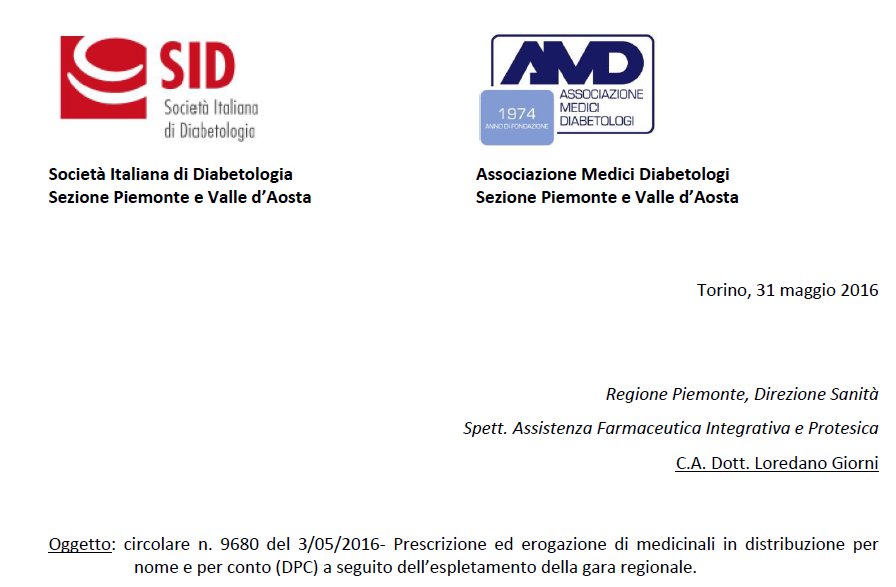 SID
Società Italiana
di Diabetologia
AMD
ASSOCIAZIONE
MEDICI
DIABETOLOGI
1974
ANNO DI FONDAZIONE
Società Italiana di Diabetologia
Sezione Piemonte e Valle d’Aosta
Associazione Medici Diabetologi
Sezione Piemonte e Valle d’Aosta
Torino, 31 maggio 2016
Regione Piemonte, Direzione Sanità
Spett. Assistenza Farmaceutica Integrativa e Protesica
C.A. Dott. Loredano Giorni
Oggetto: circolare n. 9680 del 3/05/2016- Prescrizione ed erogazione di medicinali in distribuzione per
nome e per conto (DPC) a seguito dell’espletamento della gara regionale.